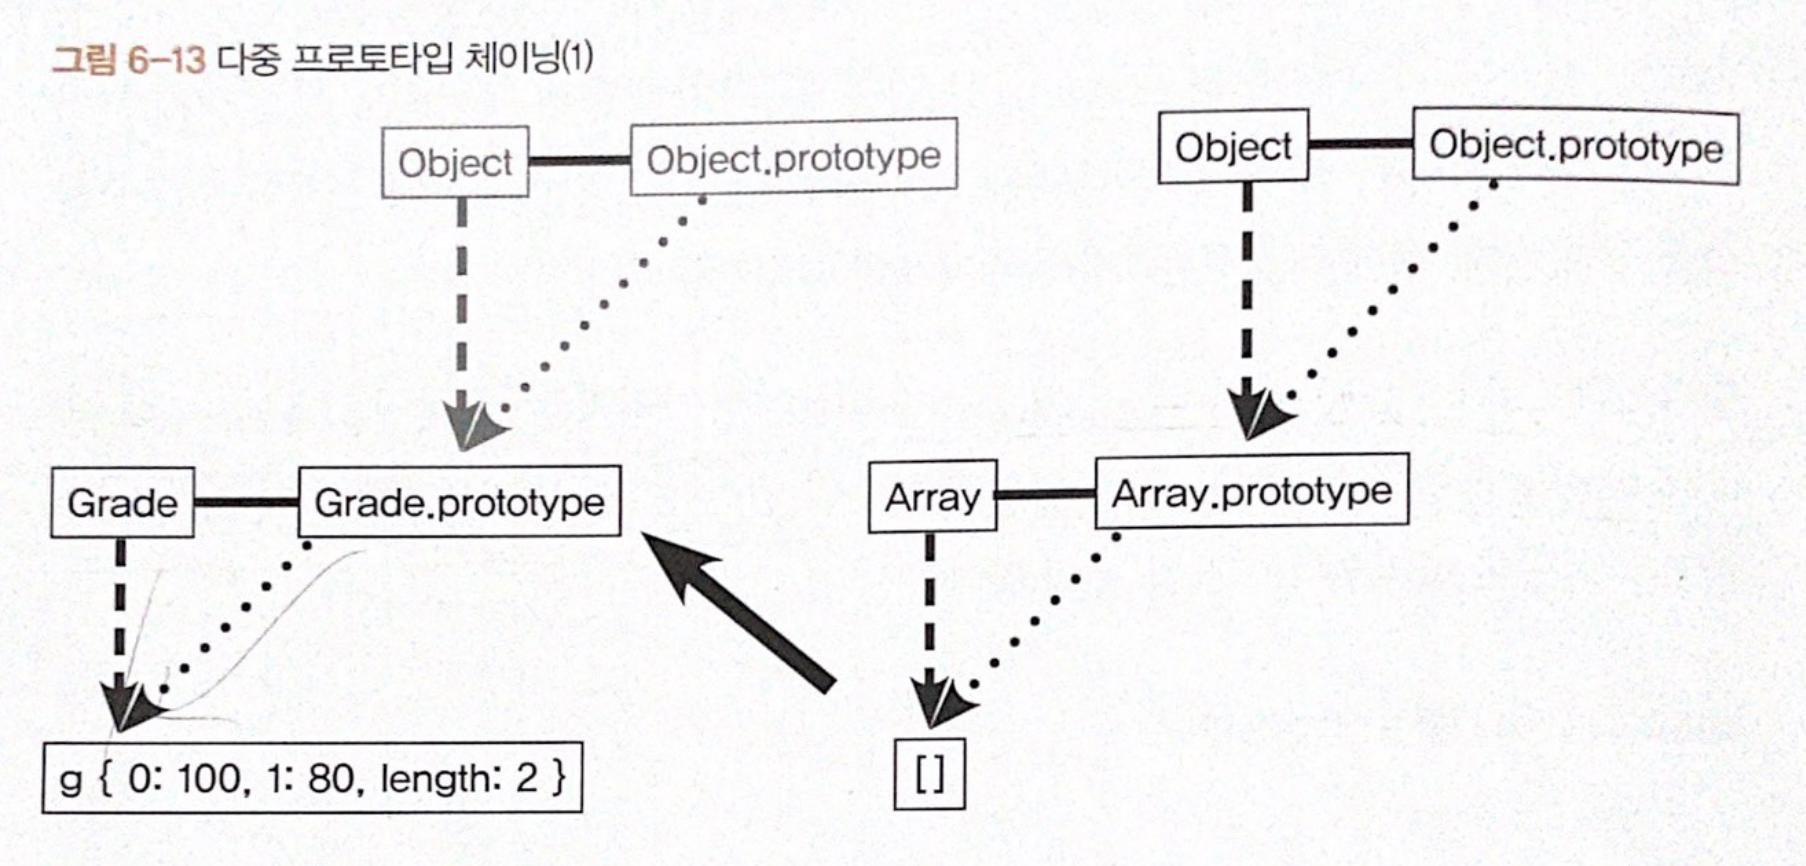 그림 6-13 다중 프로토타입 체이닝(1)
Object
Object.prototype
Object
Object.prototype
Grade
Grade.prototype
Array
Array.prototype
g { 0: 100, 1: 80, length: 2 }
[]